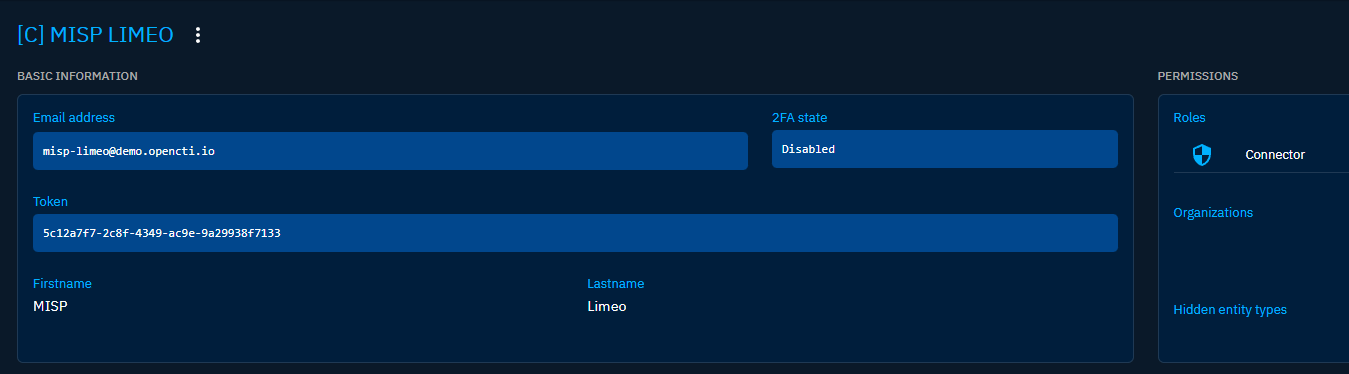 [C] MISP LIMEO
BASIC INFORMATION
PERMISSIONS
Email address
2FA state
Roles
misp-limeo@demo.opencti.io
Disabled
Connector
Token
5c12a7f7-2c8f-4349-ac9e-9a29938f7133
Organizations
Firstname
Lastname
MISP
Limeo
Hidden entity types